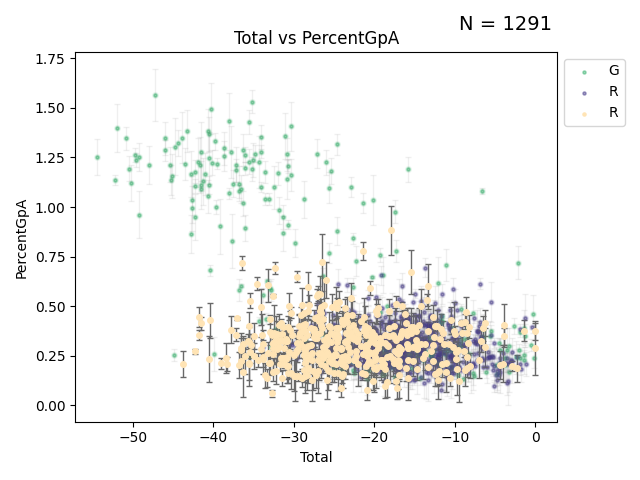 N = 1291
Total vs PercentGpA
G
R
R
PercentGpA
1.75
1.50
1.25
1.00
0.75
0.50
0.25
0.00
−50
−40
−30
−20
−10
0
Total